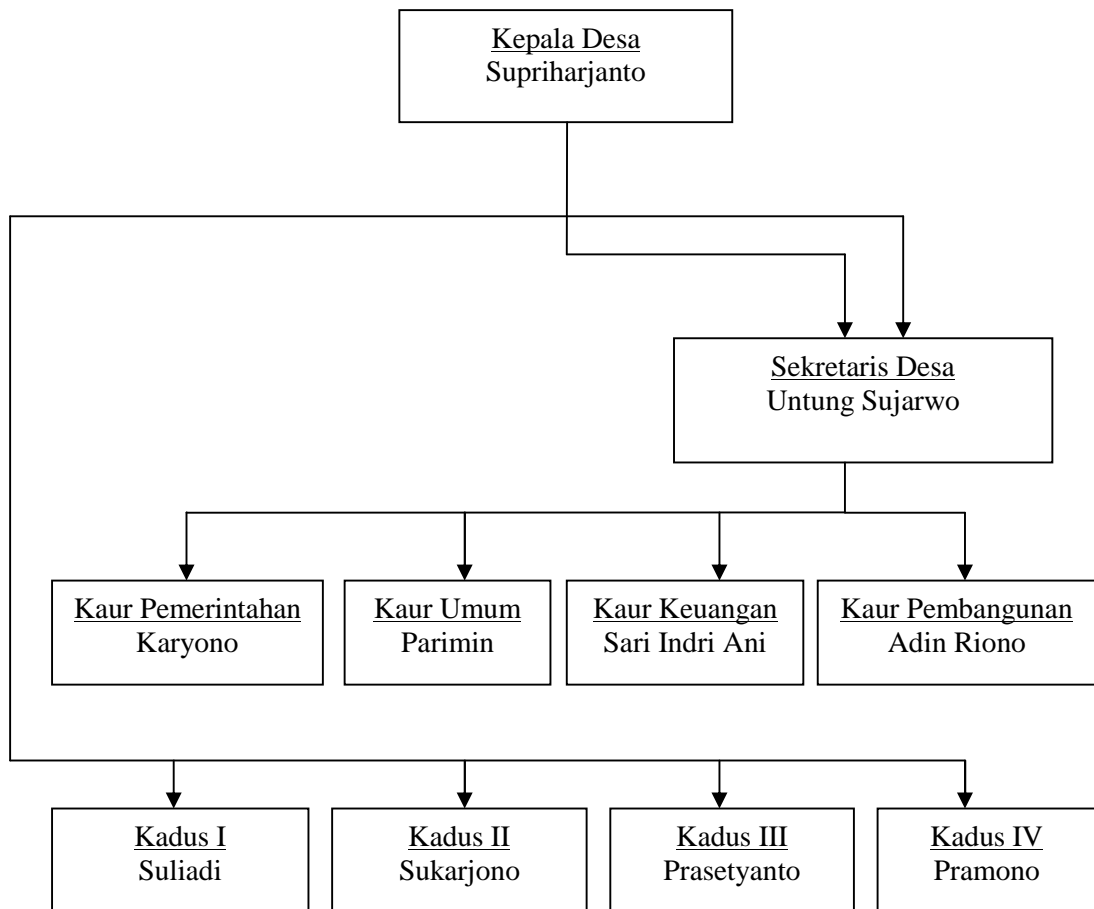 Kepala Desa
Supriharjanto
Sekretaris Desa
Untung Sujarwo
Kaur Pemerintahan
Karyono
Kaur Umum
Parimin
Kaur Keuangan
Sari Indri Ani
Kaur Pembangunan
Adin Riono
Kadus I
Suliadi
Kadus II
Sukarjono
Kadus III
Prasetyanto
Kadus IV
Pramono